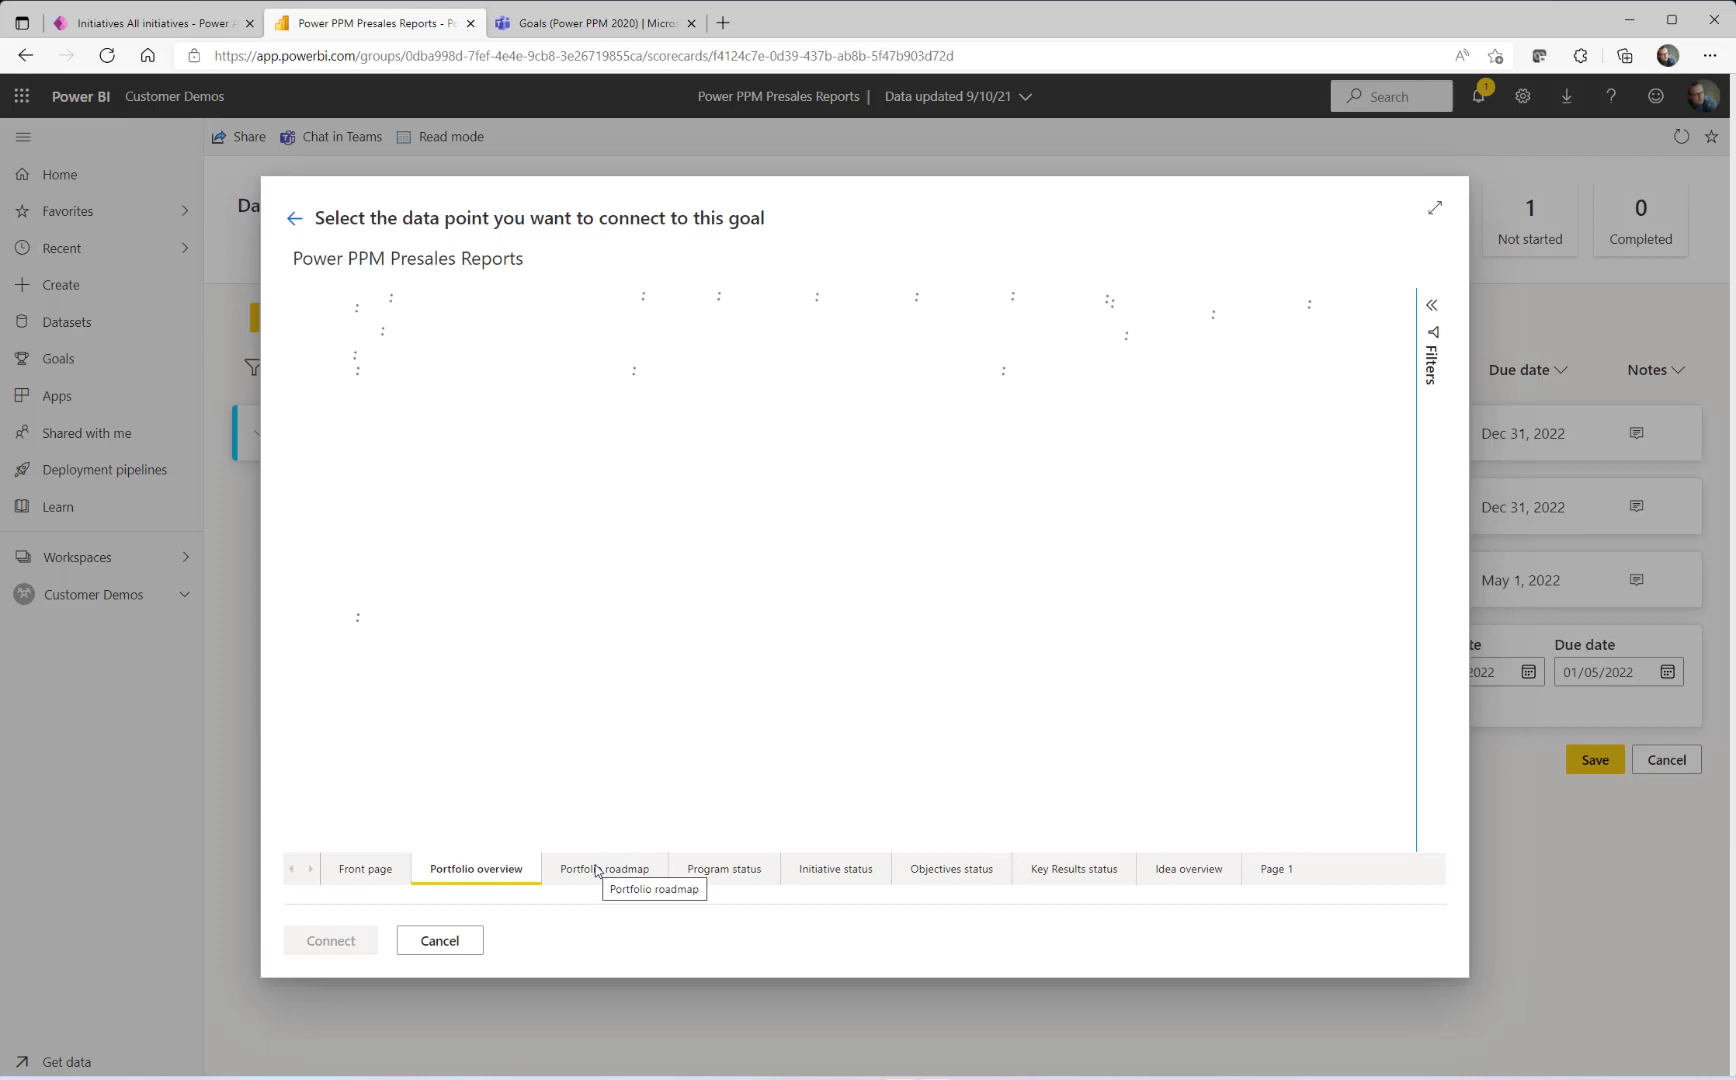 Initiatives All initiatives - Power A
Power PPM Presales Reports - Po
Goals (Power PPM 2020) | Micros
https://app.powerbi.com/groups/0dba998d-7fef-4e4e-9cb8-3e26719855ca/scorecards/f4124c7e-0d39-437b-ab8b-5f47b903d72d
Power BI Customer Demos
Power PPM Presales Reports | Data updated 9/10/21
Search
1
Share Chat in Teams Read mode
Home
Favorites
Recent
Create
Datasets
Goals
Apps
Shared with me
Deployment pipelines
Learn
Workspaces
Customer Demos
Get data
Da
1
Not started
0
Completed
Select the data point you want to connect to this goal
Power PPM Presales Reports
Filters
Due date Notes
Dec 31, 2022
Dec 31, 2022
May 1, 2022
te Due date
2022 01/05/2022
Save Cancel
Front page Portfolio overview Portfolio roadmap Program status Initiative status Objectives status Key Results status Idea overview Page 1
Portfolio roadmap
Connect Cancel